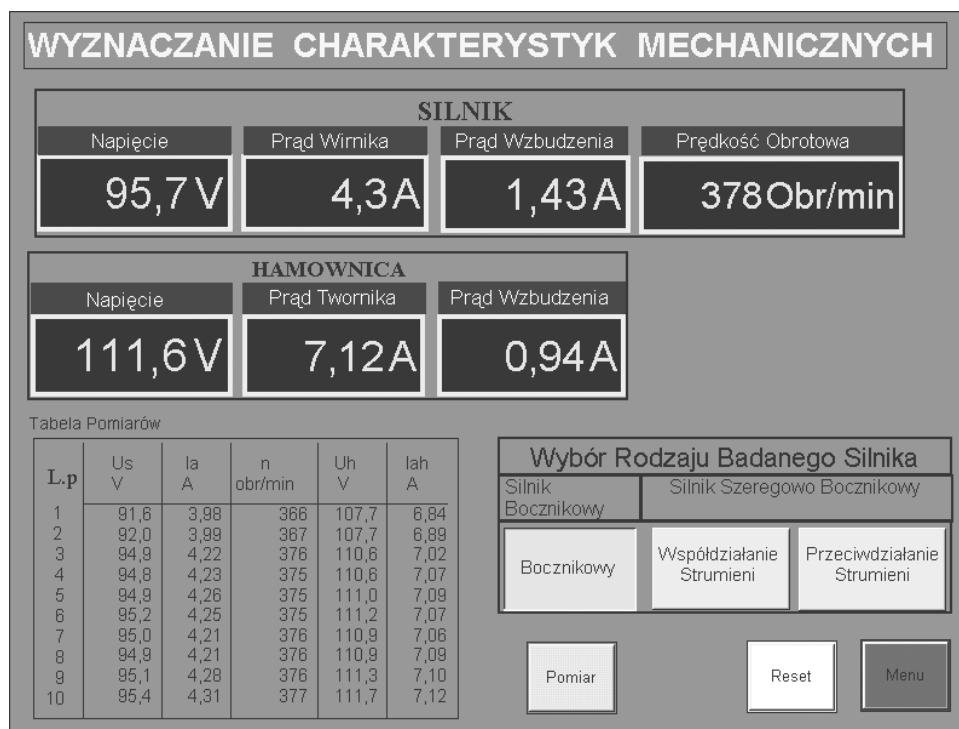 WYZNACZANIE CHARAKTERYSTYK MECHANICZNYCH
SILNIK
Napięcie Prąd Wirnika Prąd Wzbudzenia Prędkość Obrotowa
95,7 V 4,3 A 1,43 A 378 Obr/min
HAMOWNICA
Napięcie Prąd Twornika Prąd Wzbudzenia
111,6 V 7,12 A 0,94 A
Tabela Pomiarów
L.p Us V Ia A n obr/min Uh V Iah A
1 91,6 3,98 366 107,7 6,84
2 92,0 3,99 367 107,7 6,89
3 94,9 4,22 376 110,6 7,02
4 94,8 4,23 375 110,6 7,07
5 94,9 4,26 375 111,0 7,09
6 95,2 4,25 375 111,2 7,07
7 95,0 4,21 376 110,9 7,06
8 94,9 4,21 376 110,9 7,09
9 95,1 4,28 376 111,3 7,10
10 95,4 4,31 377 111,7 7,12
Wybór Rodzaju Badanego Silnika
Silnik Bocznikowy
Silnik Szeregowo Bocznikowy
Bocznikowy
Współdziałanie Strumieni
Przeciwdziałanie Strumieni
Pomiar
Reset
Menu